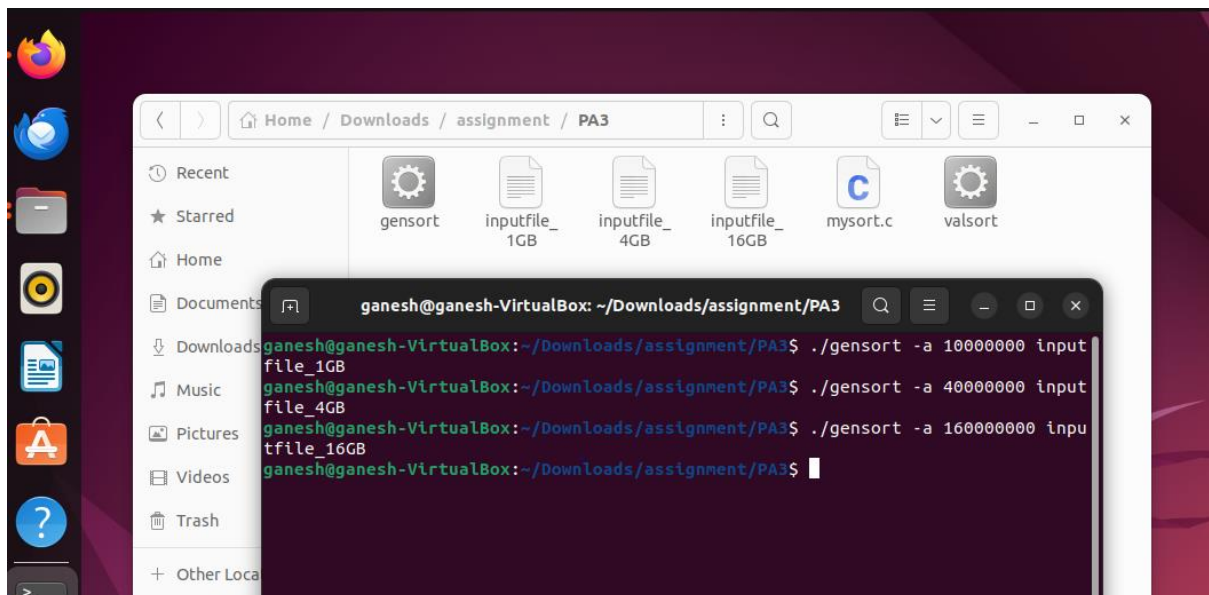 Home / Downloads / assignment / PA3
Recent
Starred
Home
Documents
Downloads
Music
Pictures
Videos
Trash
+ Other Loca
gensort
inputfile_
1GB
inputfile_
4GB
inputfile_
16GB
mysort.c
valsort
ganesh@ganesh-VirtualBox: ~/Downloads/assignment/PA3
ganesh@ganesh-VirtualBox:~/Downloads/assignment/PA3$ ./gensort -a 10000000 input
file_1GB
ganesh@ganesh-VirtualBox:~/Downloads/assignment/PA3$ ./gensort -a 40000000 input
file_4GB
ganesh@ganesh-VirtualBox:~/Downloads/assignment/PA3$ ./gensort -a 160000000 inpu
tfile_16GB
ganesh@ganesh-VirtualBox:~/Downloads/assignment/PA3$